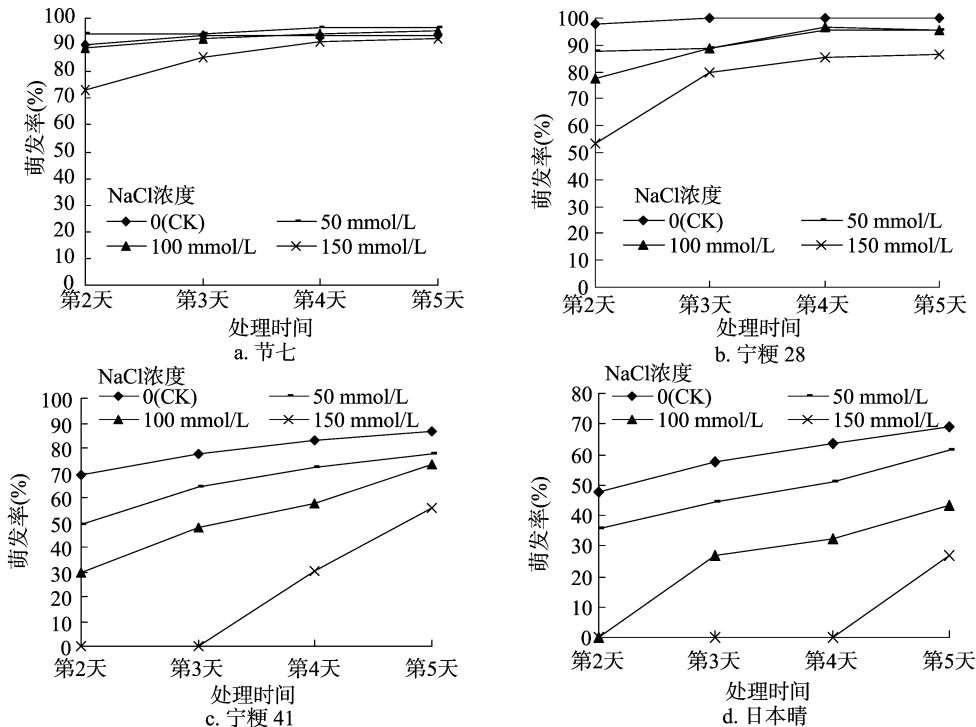 100
90
80
70
60
50
40
30
20
10
0
萌发率(%)
NaCl浓度
0(CK)
50 mmol/L
100 mmol/L
150 mmol/L
第2天
第3天
第4天
第5天
处理时间
a. 节七
100
90
80
70
60
50
40
30
20
10
0
萌发率(%)
NaCl浓度
0(CK)
50 mmol/L
100 mmol/L
150 mmol/L
第2天
第3天
第4天
第5天
处理时间
b. 宁粳 28
NaCl浓度
0(CK)
50 mmol/L
100 mmol/L
150 mmol/L
100
90
80
70
60
50
40
30
20
10
0
萌发率(%)
第2天
第3天
第4天
第5天
处理时间
c. 宁粳 41
NaCl浓度
0(CK)
50 mmol/L
100 mmol/L
150 mmol/L
80
70
60
50
40
30
20
10
0
萌发率(%)
第2天
第3天
第4天
第5天
处理时间
d. 日本晴